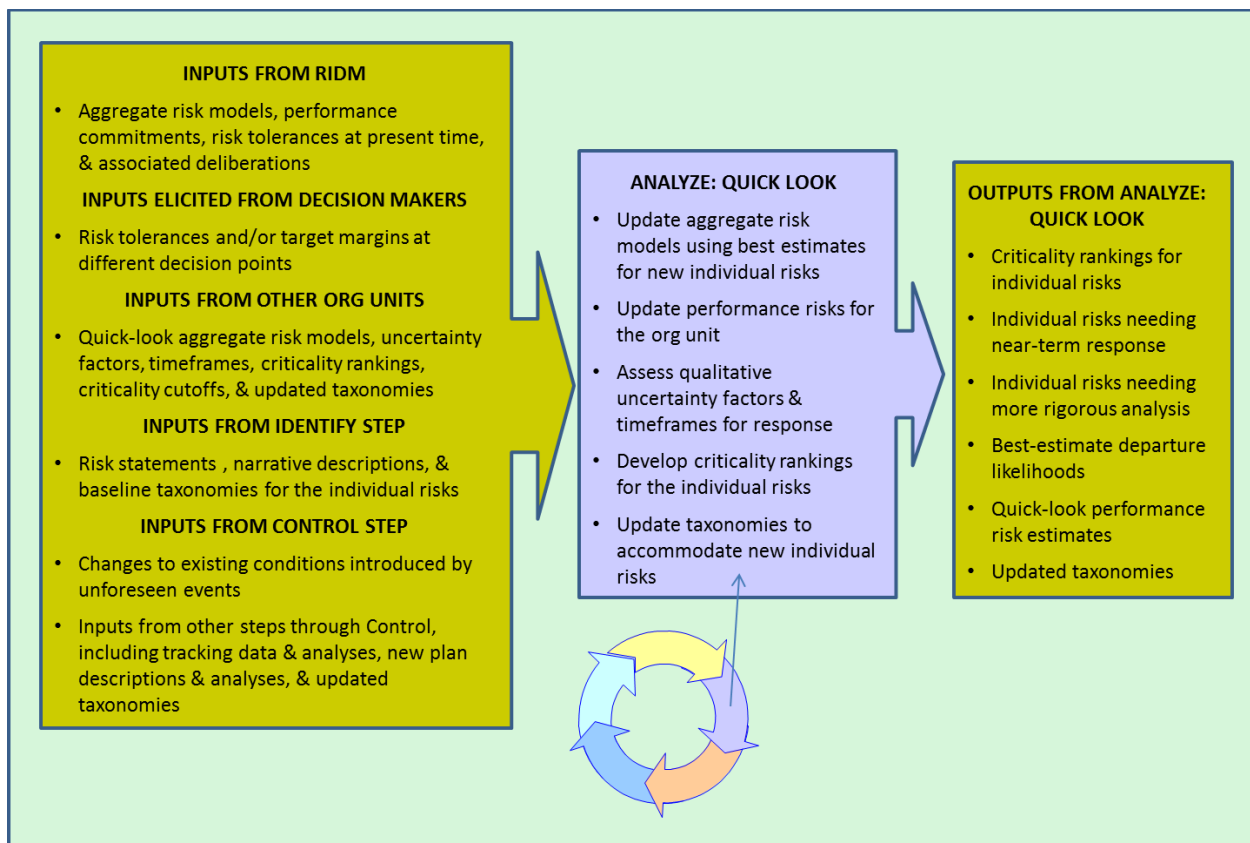 INPUTS FROM RIDM
• Aggregate risk models, performance
commitments, risk tolerances at present time,
& associated deliberations
INPUTS ELICITED FROM DECISION MAKERS
• Risk tolerances and/or target margins at
different decision points
INPUTS FROM OTHER ORG UNITS
• Quick-look aggregate risk models, uncertainty
factors, timeframes, criticality rankings,
criticality cutoffs, & updated taxonomies
INPUTS FROM IDENTIFY STEP
• Risk statements , narrative descriptions, &
baseline taxonomies for the individual risks
INPUTS FROM CONTROL STEP
• Changes to existing conditions introduced by
unforeseen events
• Inputs from other steps through Control,
including tracking data & analyses, new plan
descriptions & analyses, & updated
taxonomies
ANALYZE: QUICK LOOK
• Update aggregate risk
models using best estimates
for new individual risks
• Update performance risks for
the org unit
• Assess qualitative
uncertainty factors &
timeframes for response
• Develop criticality rankings
for the individual risks
• Update taxonomies to
accommodate new individual
risks
OUTPUTS FROM ANALYZE:
QUICK LOOK
• Criticality rankings for
individual risks
• Individual risks needing
near-term response
• Individual risks needing
more rigorous analysis
• Best-estimate departure
likelihoods
• Quick-look performance
risk estimates
• Updated taxonomies